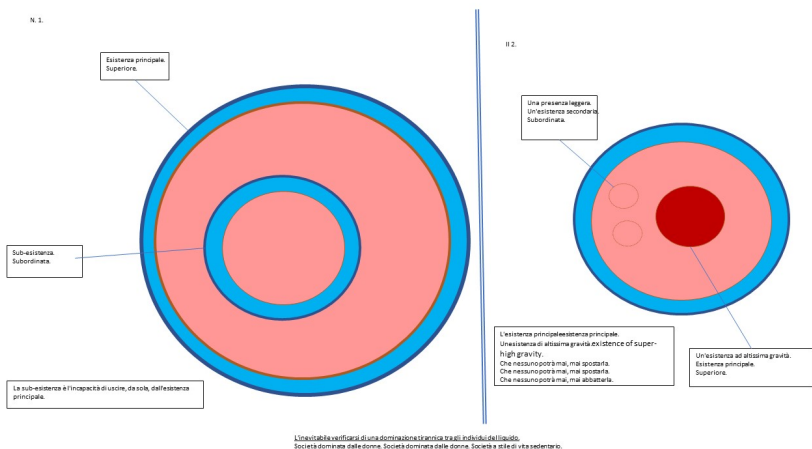 N. 1.
Esistenza principale.
Superiore.
Sub-esistenza.
Subordinata.
La sub-esistenza è l'incapacità di uscire, da sola, dall'esistenza
principale.
II 2.
Una presenza leggera.
Un'esistenza secondaria.
Subordinata.
L'esistenza principaleesistenza principale.
Unesistenza di altissima gravità.existence of super-
high gravity.
Che nessuno potrà mai, mai spostarla.
Che nessuno potrà mai, mai spostarla.
Che nessuno potrà mai, mai abbatterla.
Un'esistenza ad altissima gravità.
Esistenza principale.
Superiore.
L'inevitabile verificarsi di una dominazione tirannica tra gli individui del liquido.
Società dominata dalle donne. Società dominata dalle donne. Società a stile di vita sedentario.